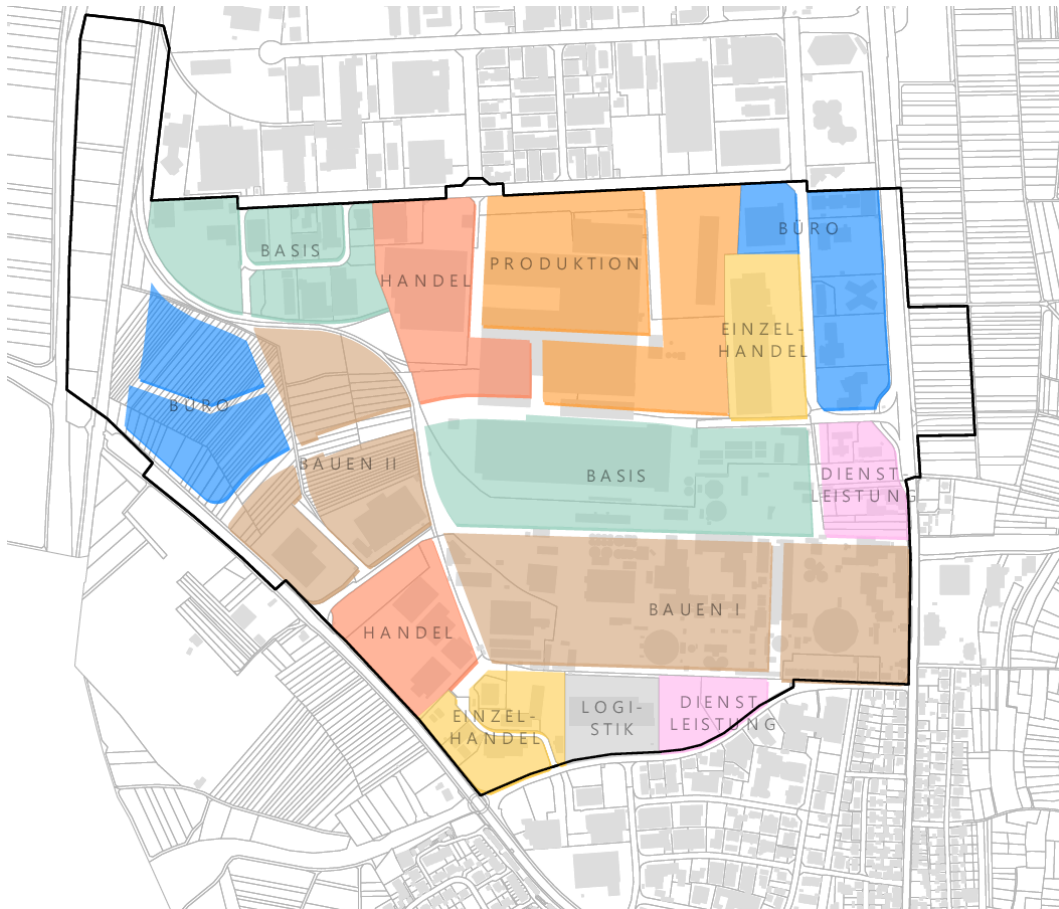 BÜRO
BASIS
PRODUKTION
HANDEL
EINZEL-
HANDEL
BÜRO
BAUEN II
BASIS
DIENST-
LEISTUNG
BAUEN I
HANDEL
EINZEL-
HANDEL
LOGI-
STIK
DIENST
LEISTUNG